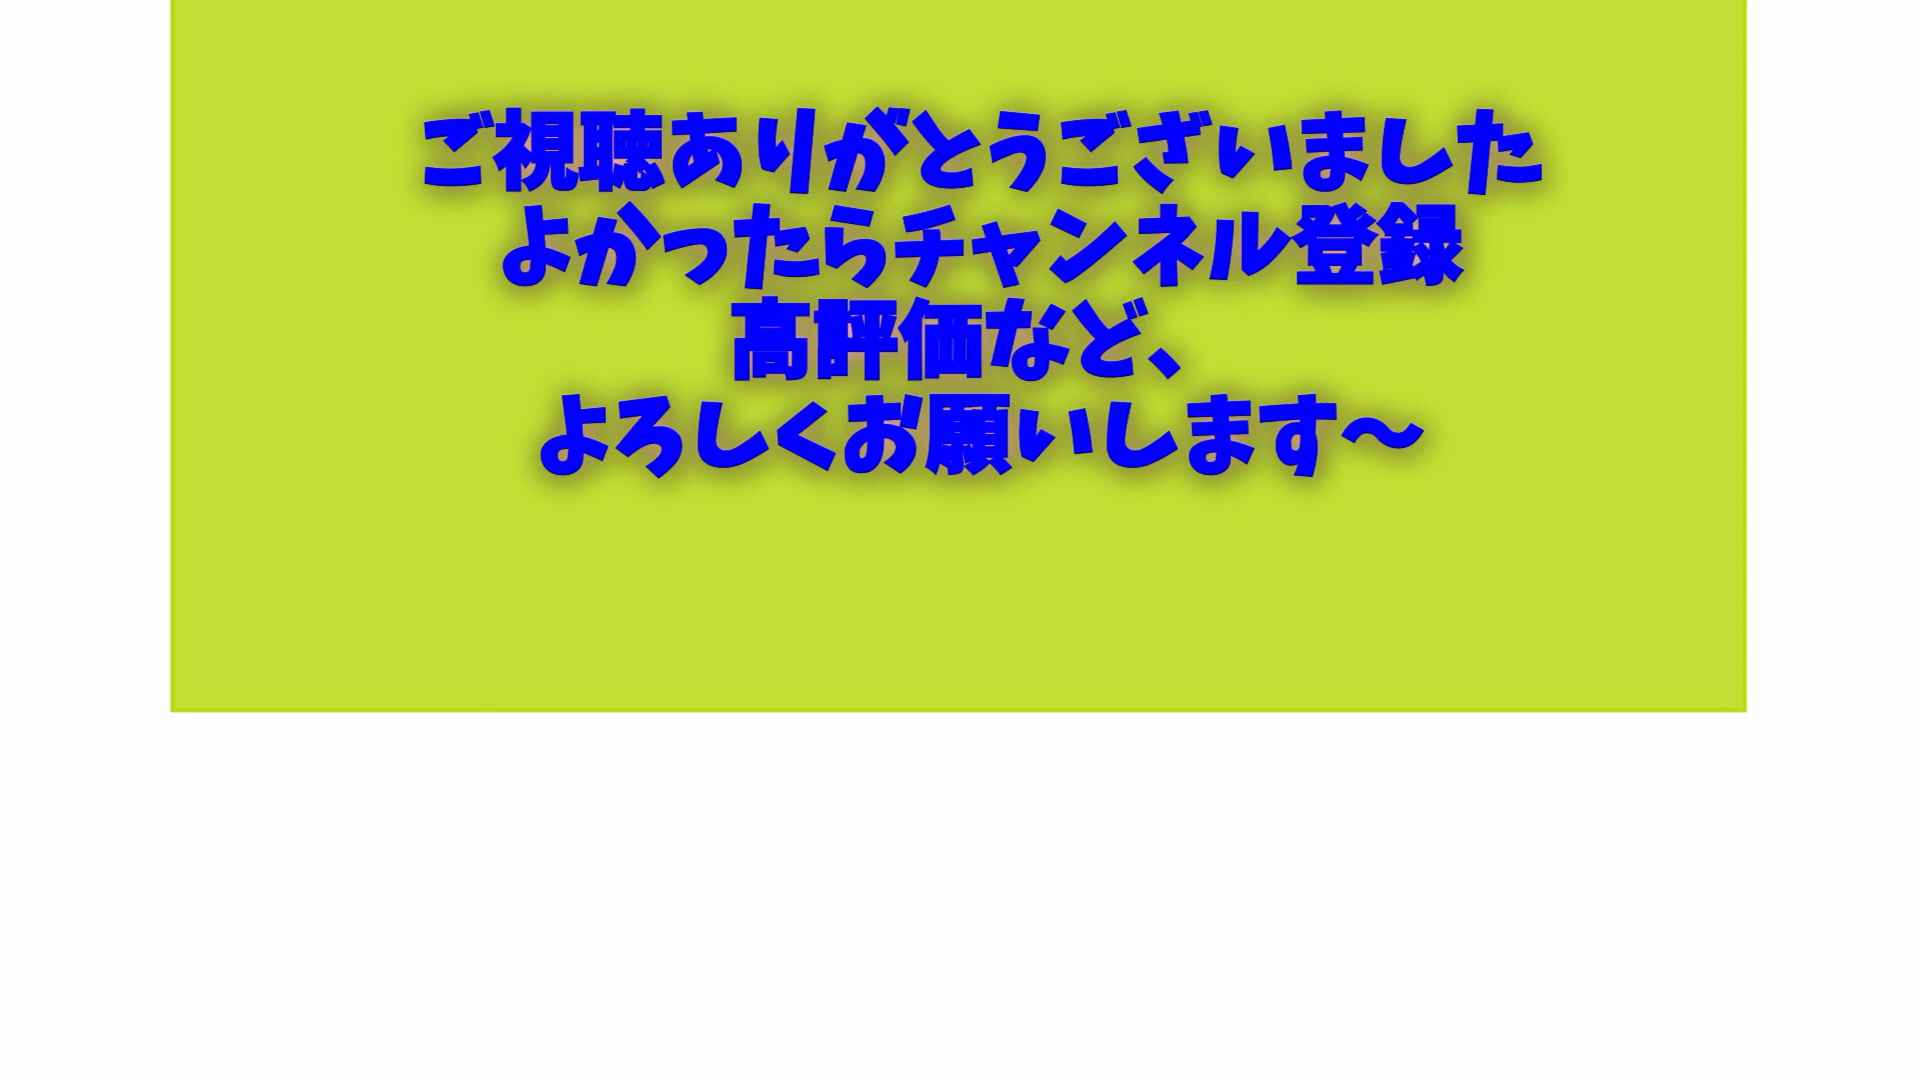 ご視聴ありがとうございました
よかったらチャンネル登録
高評価など、
よろしくお願いします～